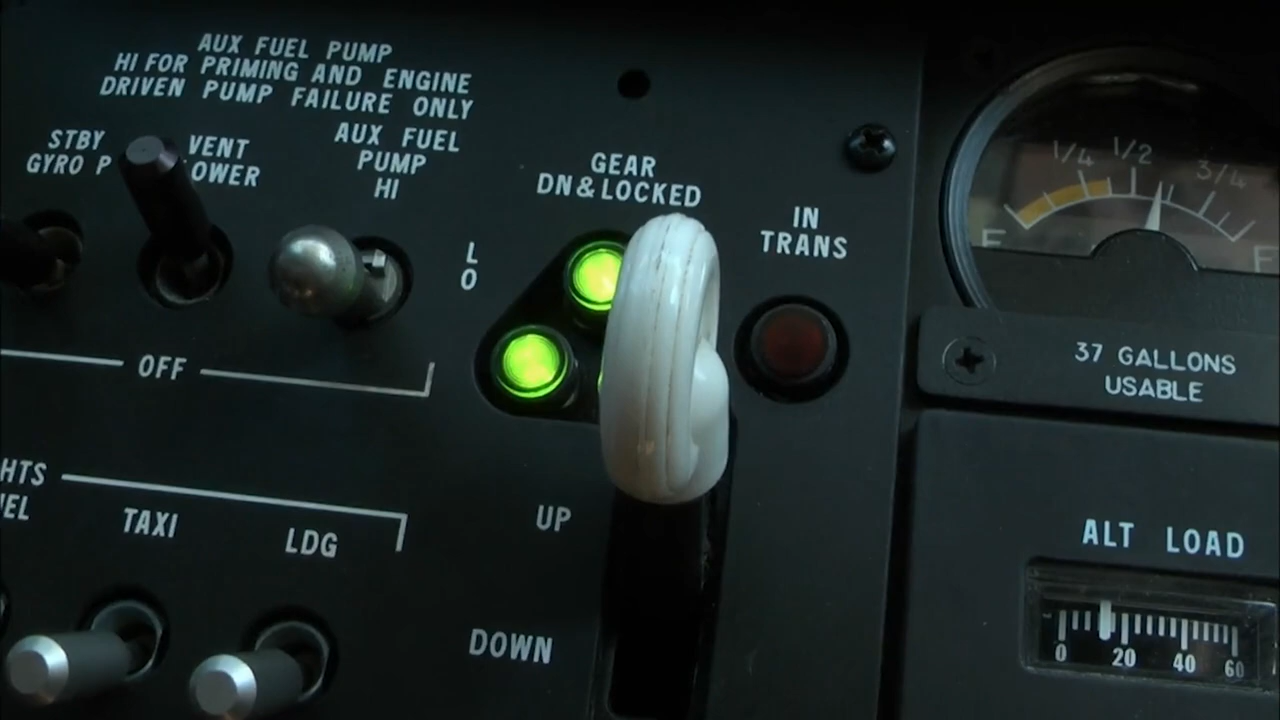 AUX FUEL PUMP
HI FOR PRIMING AND ENGINE
DRIVEN PUMP FAILURE ONLY
STBY
GYRO P
VENT
OWER
AUX FUEL
PUMP
HI
L
O
OFF
GEAR
DN & LOCKED
IN
TRANS
1/4 1/2 3/4
E F
37 GALLONS
USABLE
HTS
EL
TAXI
LDG
UP
DOWN
ALT LOAD
0 20 40 60